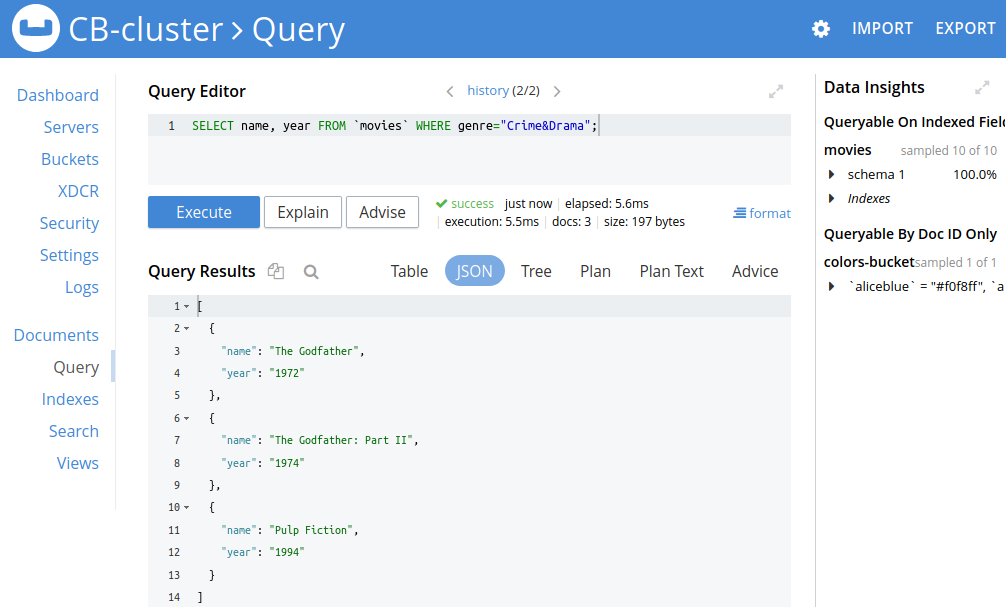 CB-cluster > Query
IMPORT EXPORT
Dashboard
Servers
Buckets
XDCR
Security
Settings
Logs
Documents
Query
Indexes
Search
Views
Query Editor
history (2/2)
1 SELECT name, year FROM `movies` WHERE genre="Crime&Drama";
Execute Explain Advise
success just now elapsed: 5.6ms
execution: 5.5ms docs: 3 size: 197 bytes
format
Query Results
Table JSON Tree Plan Plan Text Advice
1 [
2 {
3 "name": "The Godfather",
4 "year": "1972"
5 },
6 {
7 "name": "The Godfather: Part II",
8 "year": "1974"
9 },
10 {
11 "name": "Pulp Fiction",
12 "year": "1994"
13 }
14 ]
Data Insights
Queryable On Indexed Fiel
movies sampled 10 of 10
schema 1 100.0%
Indexes
Queryable By Doc ID Only
colors-bucket sampled 1 of 1
`aliceblue` = "#f0f8ff", `a